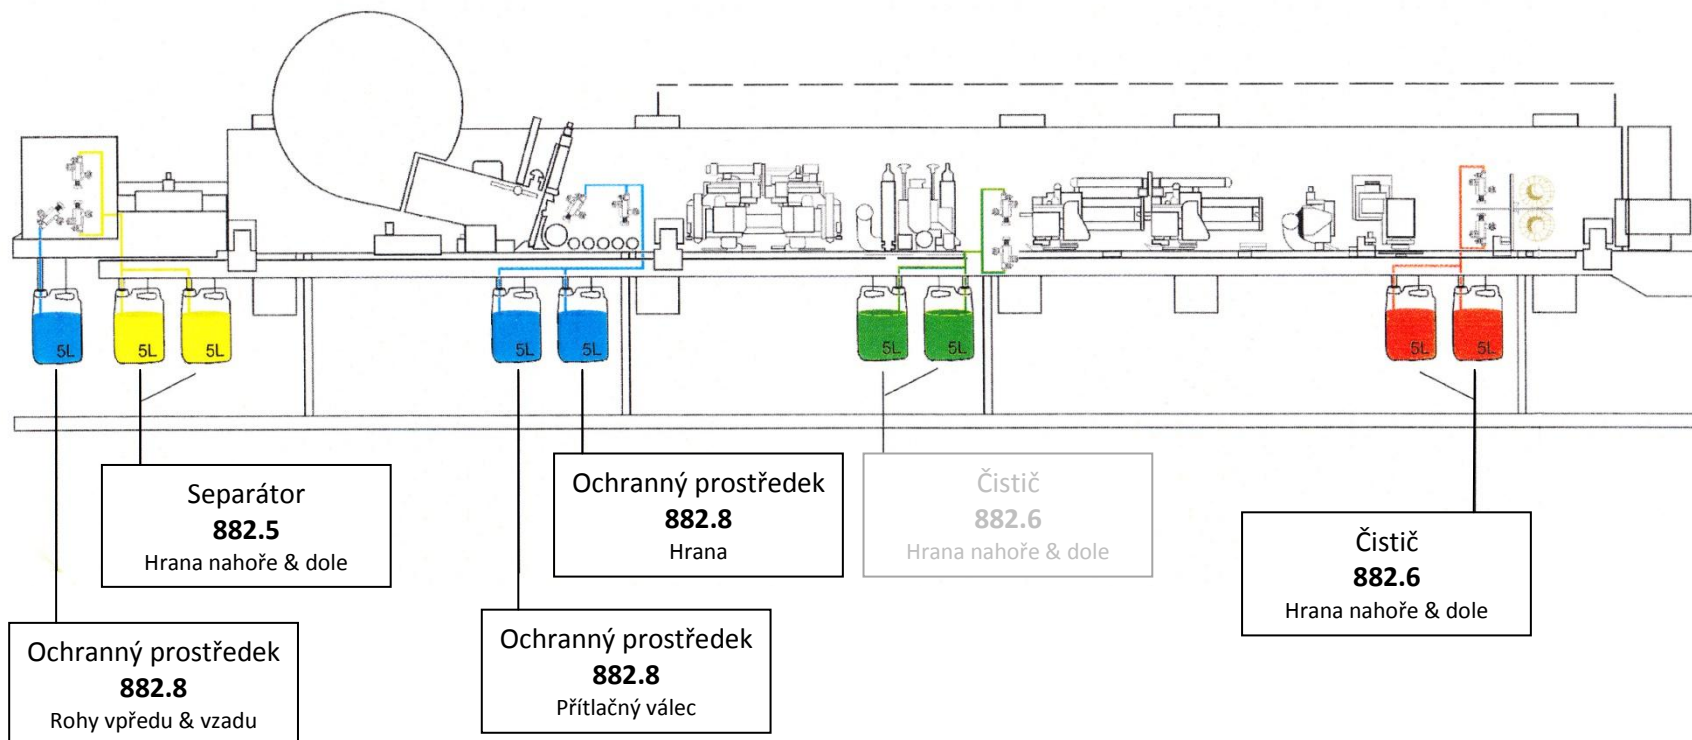 5L
5L
5L
5L
5L
5L
5L
5L
5L
Separátor
882.5
Hrana nahoře & dole
Ochranný prostředek
882.8
Hrana
Čistič
882.6
Hrana nahoře & dole
Čistič
882.6
Hrana nahoře & dole
Ochranný prostředek
882.8
Rohy vpředu & vzadu
Ochranný prostředek
882.8
Přítlačný válec